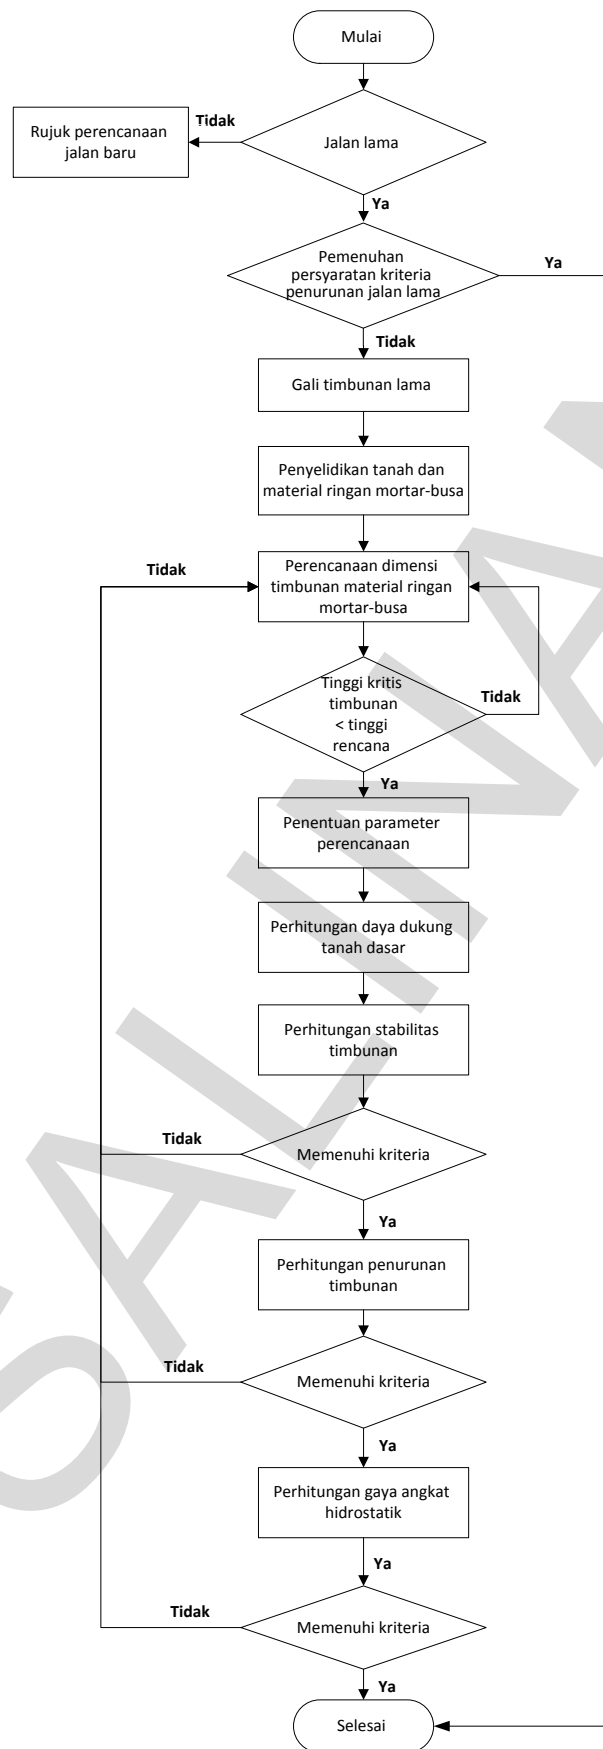 Mulai
Tidak
Rujuk perencanaan
jalan baru
Jalan lama
Ya
Pemenuhan
persyaratan kriteria
penurunan jalan lama
Ya
Tidak
Gali timbunan lama
Penyelidikan tanah dan
material ringan mortar-busa
Tidak
Perencanaan dimensi
timbunan material ringan
mortar-busa
Tinggi kritis
timbunan
< tinggi
rencana
Tidak
Ya
Penentuan parameter
perencanaan
Perhitungan daya dukung
tanah dasar
Perhitungan stabilitas
timbunan
Tidak
Memenuhi kriteria
Ya
Perhitungan penurunan
timbunan
Tidak
Memenuhi kriteria
Ya
Perhitungan gaya angkat
hidrostatik
Ya
Tidak
Memenuhi kriteria
Ya
Selesai
SALINA